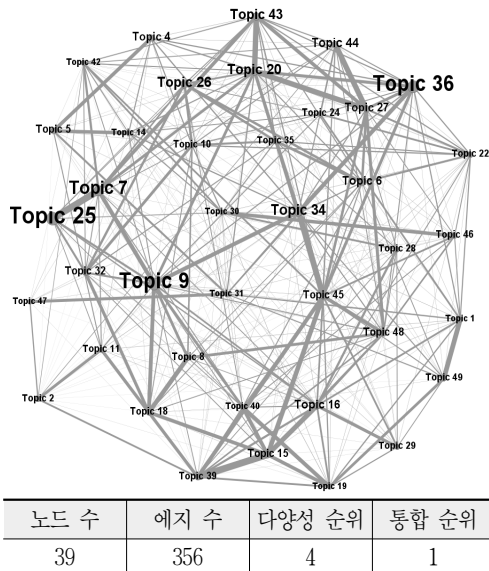 Topic 43
Topic 4
Topic 44
Topic 42
Topic 20
Topic 26
Topic 36
Topic 27
Topic 24
Topic 5
Topic 14
Topic 10
Topic 35
Topic 22
Topic 6
Topic 7
Topic 25
Topic 30
Topic 34
Topic 46
Topic 28
Topic 32
Topic 9
Topic 47
Topic 31
Topic 45
Topic 1
Topic 48
Topic 11
Topic 8
Topic 49
Topic 2
Topic 18
Topic 40
Topic 16
Topic 29
Topic 15
Topic 39
Topic 19
노드 수 에지 수 다양성 순위 통합 순위
39 356 4 1